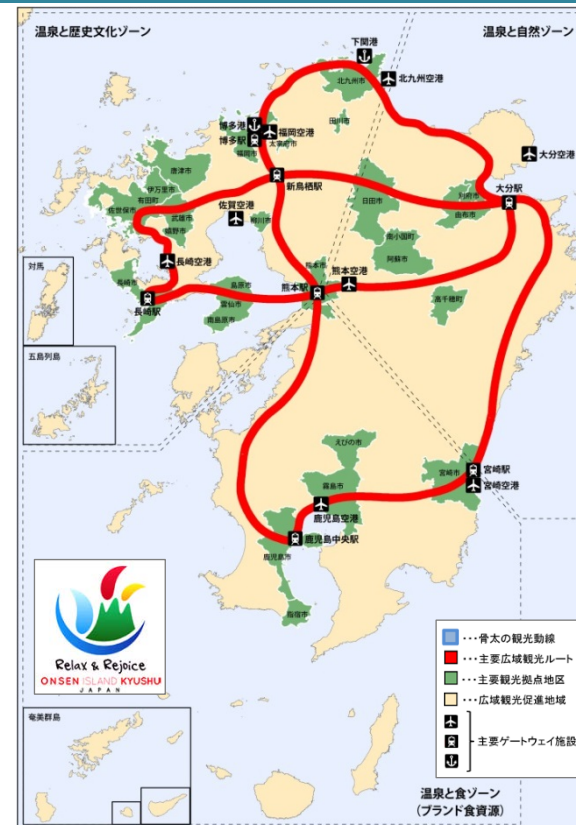 温泉と歴史文化ゾーン
温泉と自然ゾーン
下関港
北九州空港
北九州市
田川市
博多港
福岡空港
博多駅
太宰府市
福岡市
大分空港
唐津市
伊万里市
有田町
佐世保市
武雄市
嬉野市
新鳥栖駅
佐賀空港
柳川市
日田市
別府市
由布市
大分駅
南小国町
阿蘇市
対馬
長崎空港
長崎市
長崎駅
島原市
雲仙市
南島原市
熊本市
熊本駅
熊本空港
高千穂町
五島列島
えびの市
霧島市
宮崎市
宮崎駅
宮崎空港
鹿児島空港
鹿児島中央駅
鹿児島市
指宿市
Relax & Rejoice
ONSEN ISLAND KYUSHU
JAPAN
奄美群島
・・・骨太の観光動線
・・・主要広域観光ルート
・・・主要観光拠点地区
・・・広域観光促進地域
主要ゲートウェイ施設
温泉と食ゾーン
(ブランド食資源)